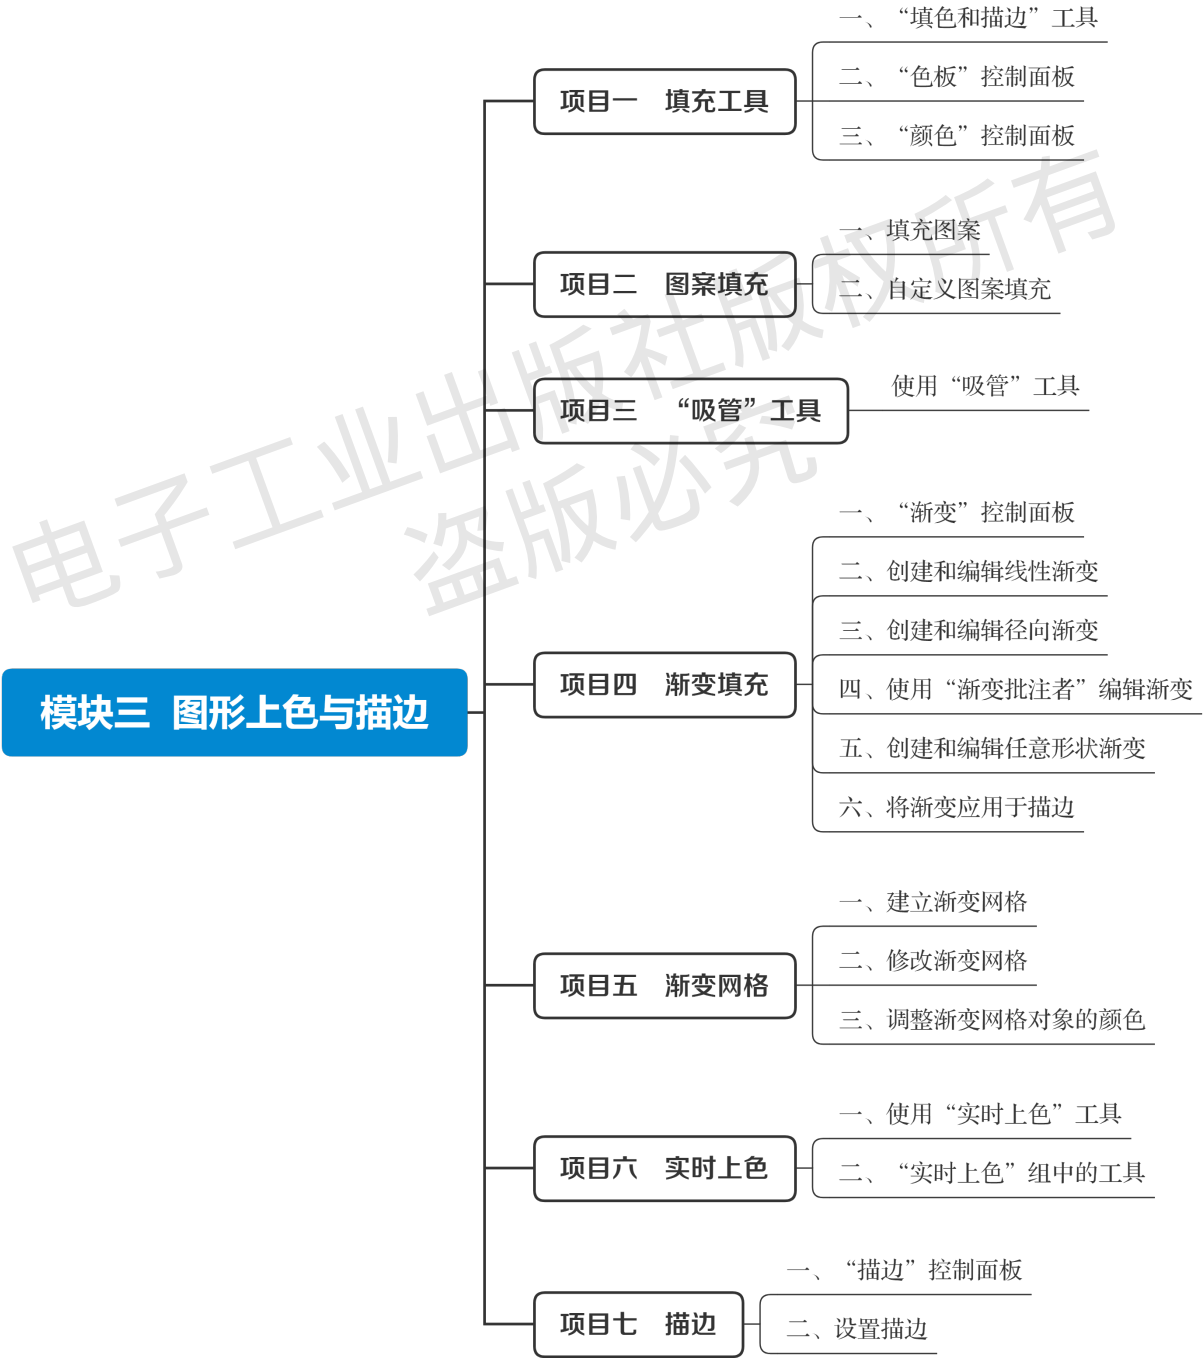 模块三 图形上色与描边
项目一 填充工具
一、“填色和描边”工具
二、“色板”控制面板
三、“颜色”控制面板
项目二 图案填充
一、填充图案
二、自定义图案填充
项目三 “吸管”工具
使用“吸管”工具
项目四 渐变填充
一、“渐变”控制面板
二、创建和编辑线性渐变
三、创建和编辑径向渐变
四、使用“渐变批注者”编辑渐变
五、创建和编辑任意形状渐变
六、将渐变应用于描边
项目五 渐变网格
一、建立渐变网格
二、修改渐变网格
三、调整渐变网格对象的颜色
项目六 实时上色
一、使用“实时上色”工具
二、“实时上色”组中的工具
项目七 描边
一、“描边”控制面板
二、设置描边
电子工业出版社版权所有
盗版必究